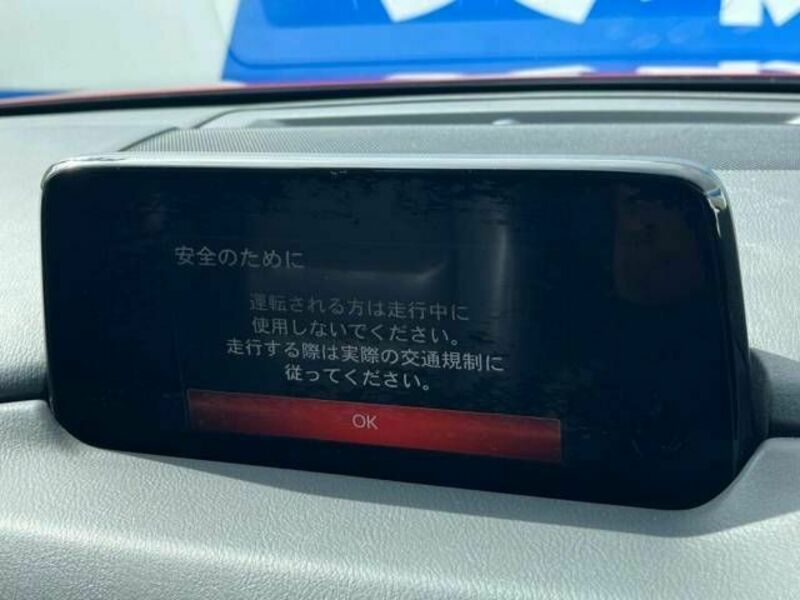 安全のために
運転される方は走行中に
使用しないでください。
走行する際は実際の交通規制に
従ってください。
OK